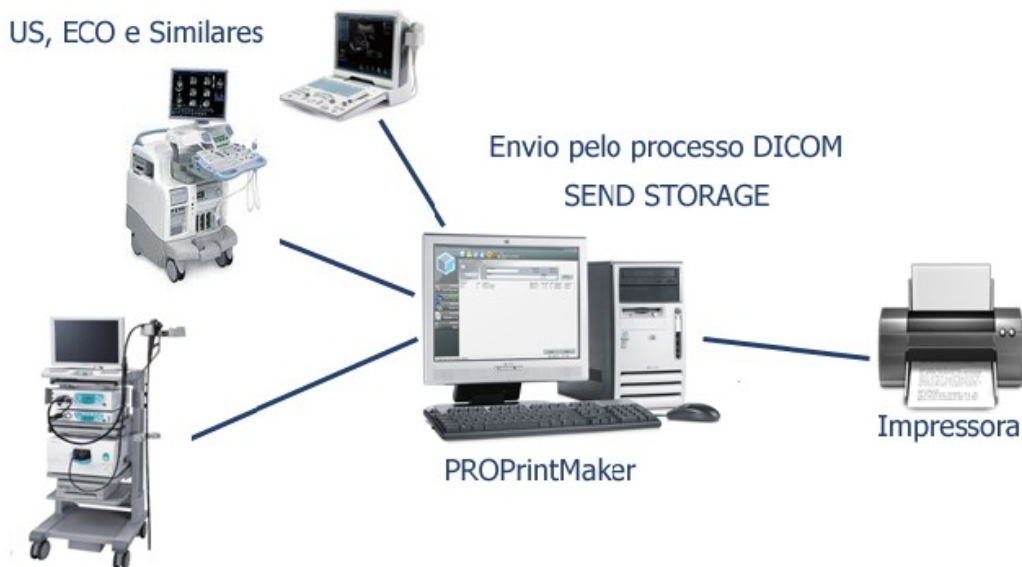 US, ECO e Similares
Envio pelo processo DICOM
SEND STORAGE
PROPrintMaker
Impressora